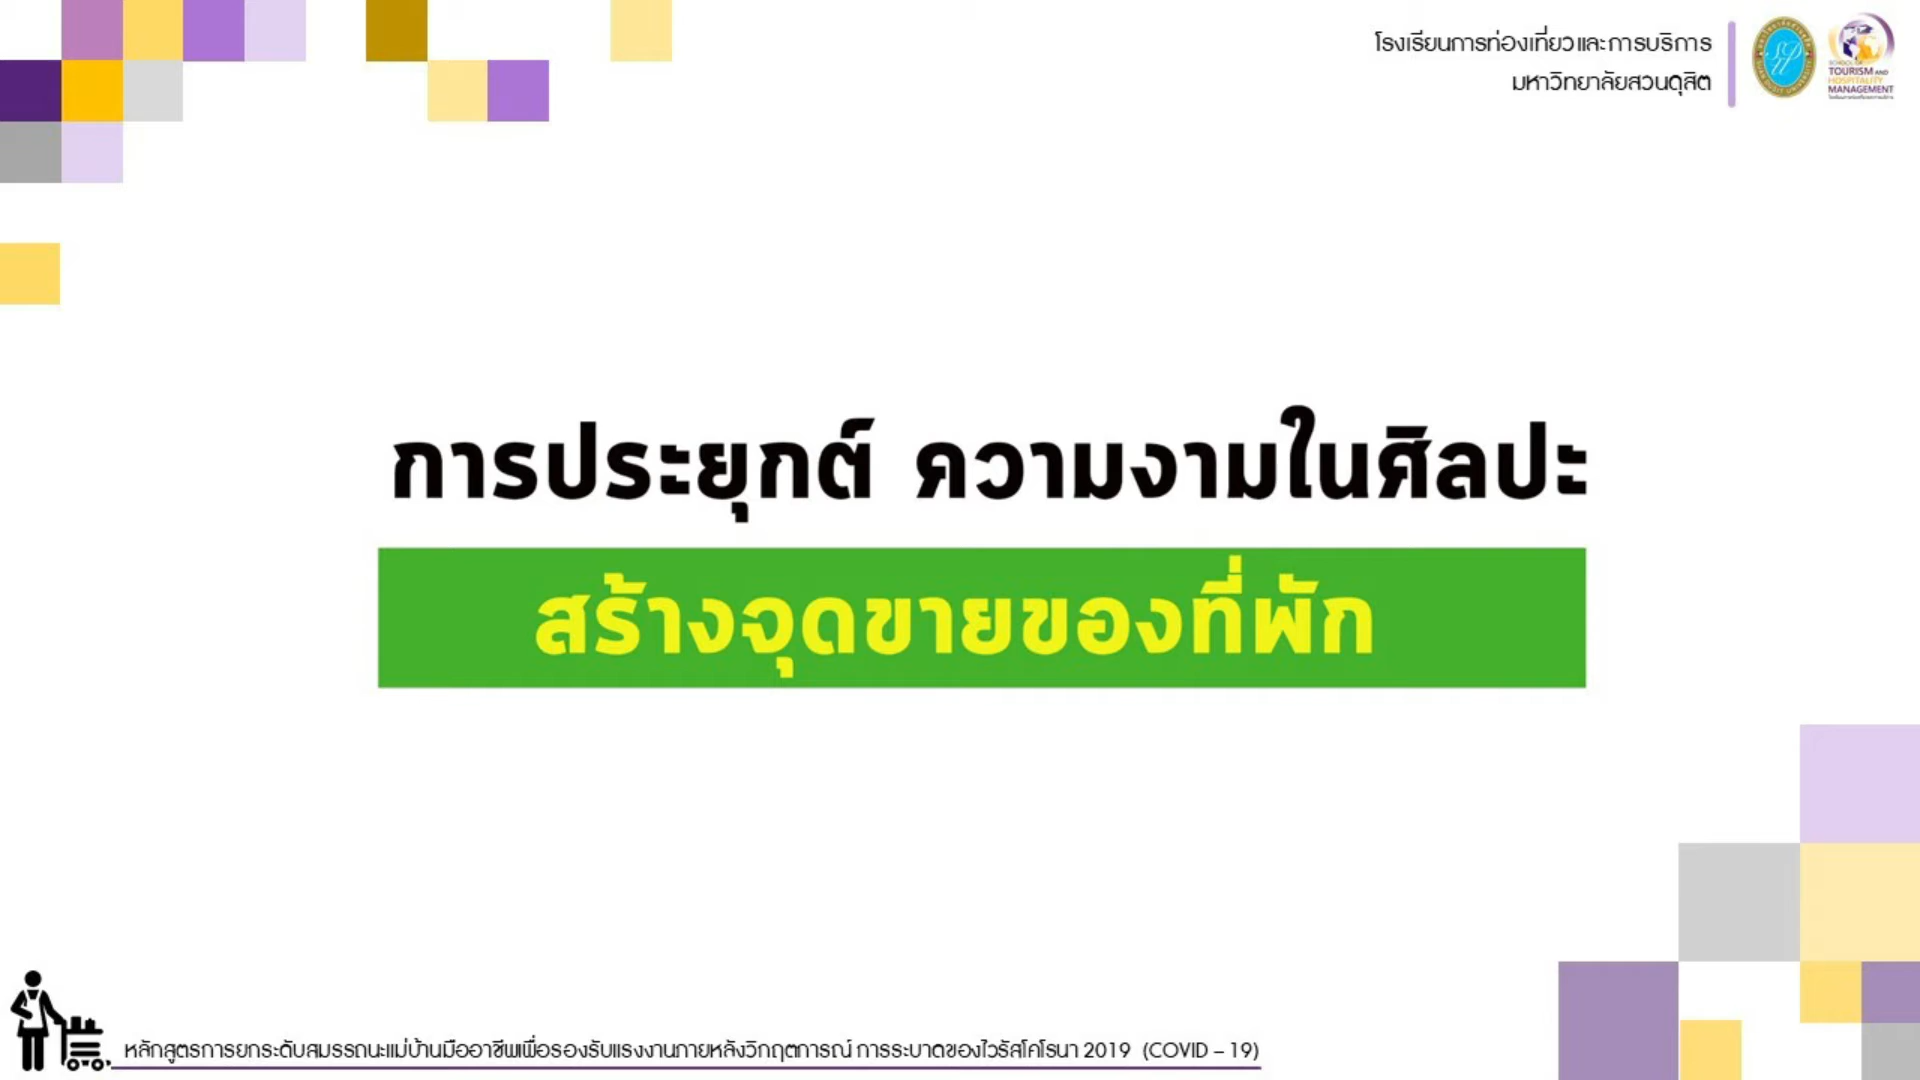 โรงเรียนการท่องเที่ยวและการบริการ
มหาวิทยาลัยสวนดุสิต
SCHOOL OF
TOURISM AND
HOSPITALITY
MANAGEMENT
การประยุกต์ ความงามในศิลปะ
สร้างจุดขายของที่พัก
หลักสูตรการยกระดับสมรรถนะแม่บ้านมืออาชีพเพื่อรองรับแรงงานภายหลังวิกฤตการณ์ การระบาดของไวรัสโคโรนา 2019 (COVID – 19)